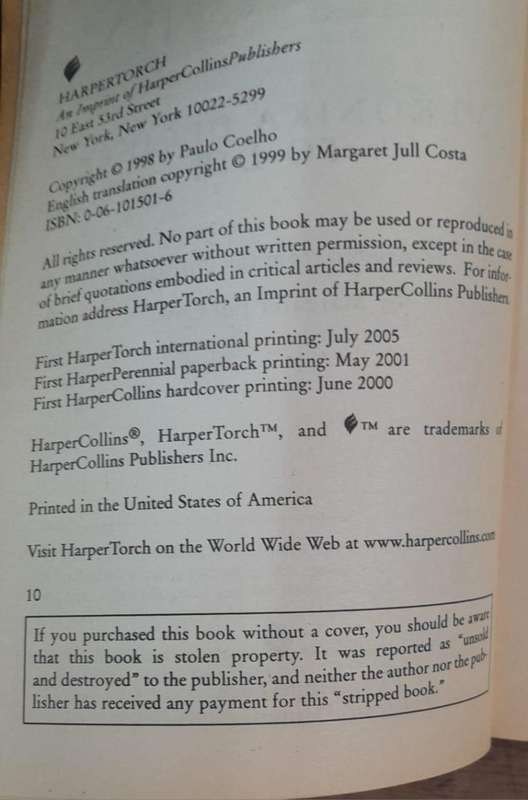 HARPERTORCH
An Imprint of HarperCollinsPublishers
10 East 53rd Street
New York, New York 10022-5299
Copyright © 1998 by Paulo Coelho
English translation copyright © 1999 by Margaret Jull Costa
ISBN: 0-06-101501-6
All rights reserved. No part of this book may be used or reproduced in
any manner whatsoever without written permission, except in the case
of brief quotations embodied in critical articles and reviews. For infor-
mation address HarperTorch, an Imprint of HarperCollins Publishers
First HarperTorch international printing: July 2005
First HarperPerennial paperback printing: May 2001
First HarperCollins hardcover printing: June 2000
HarperCollins®, HarperTorch™, and ™ are trademarks of
HarperCollins Publishers Inc.
Printed in the United States of America
Visit HarperTorch on the World Wide Web at www.harpercollins.com
10
If you purchased this book without a cover, you should be aware
that this book is stolen property. It was reported as "unsold
and destroyed" to the publisher, and neither the author nor the pub-
lisher has received any payment for this "stripped book."